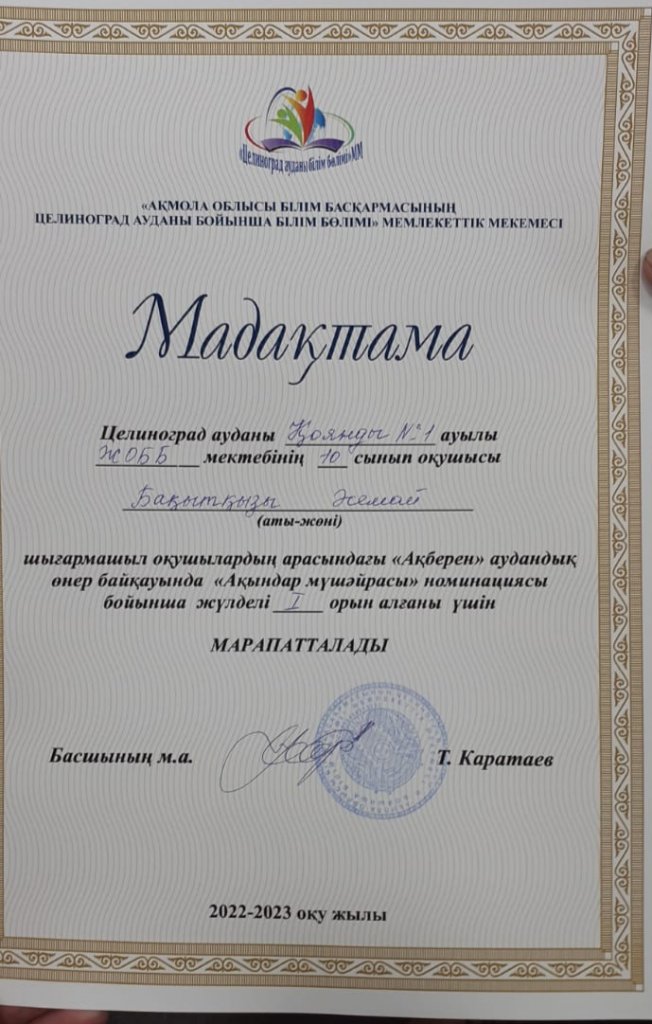 «Целиноград ауданы білім бөлімі» ММ
«АҚМОЛА ОБЛЫСЫ БІЛІМ БАСҚАРМАСЫНЫҢ
ЦЕЛИНОГРАД АУДАНЫ БОЙЫНША БІЛІМ БӨЛІМІ» МЕМЛЕКЕТТІК МЕКЕМЕСІ
Мадақтама
Целиноград ауданы Қоянды №1 ауылы
ЖОББ мектебінің 10 сынып оқушысы
Бақытқызы
(аты-жөні)
шығармашыл оқушылардың арасындағы «Ақберен» аудандық
өнер байқауында «Ақындар мүшәйрасы» номинациясы
бойынша жүлделі I орын алғаны үшін
МАРАПАТТАЛАДЫ
Басшының м.а. Т. Каратаев
2022-2023 оқу жылы